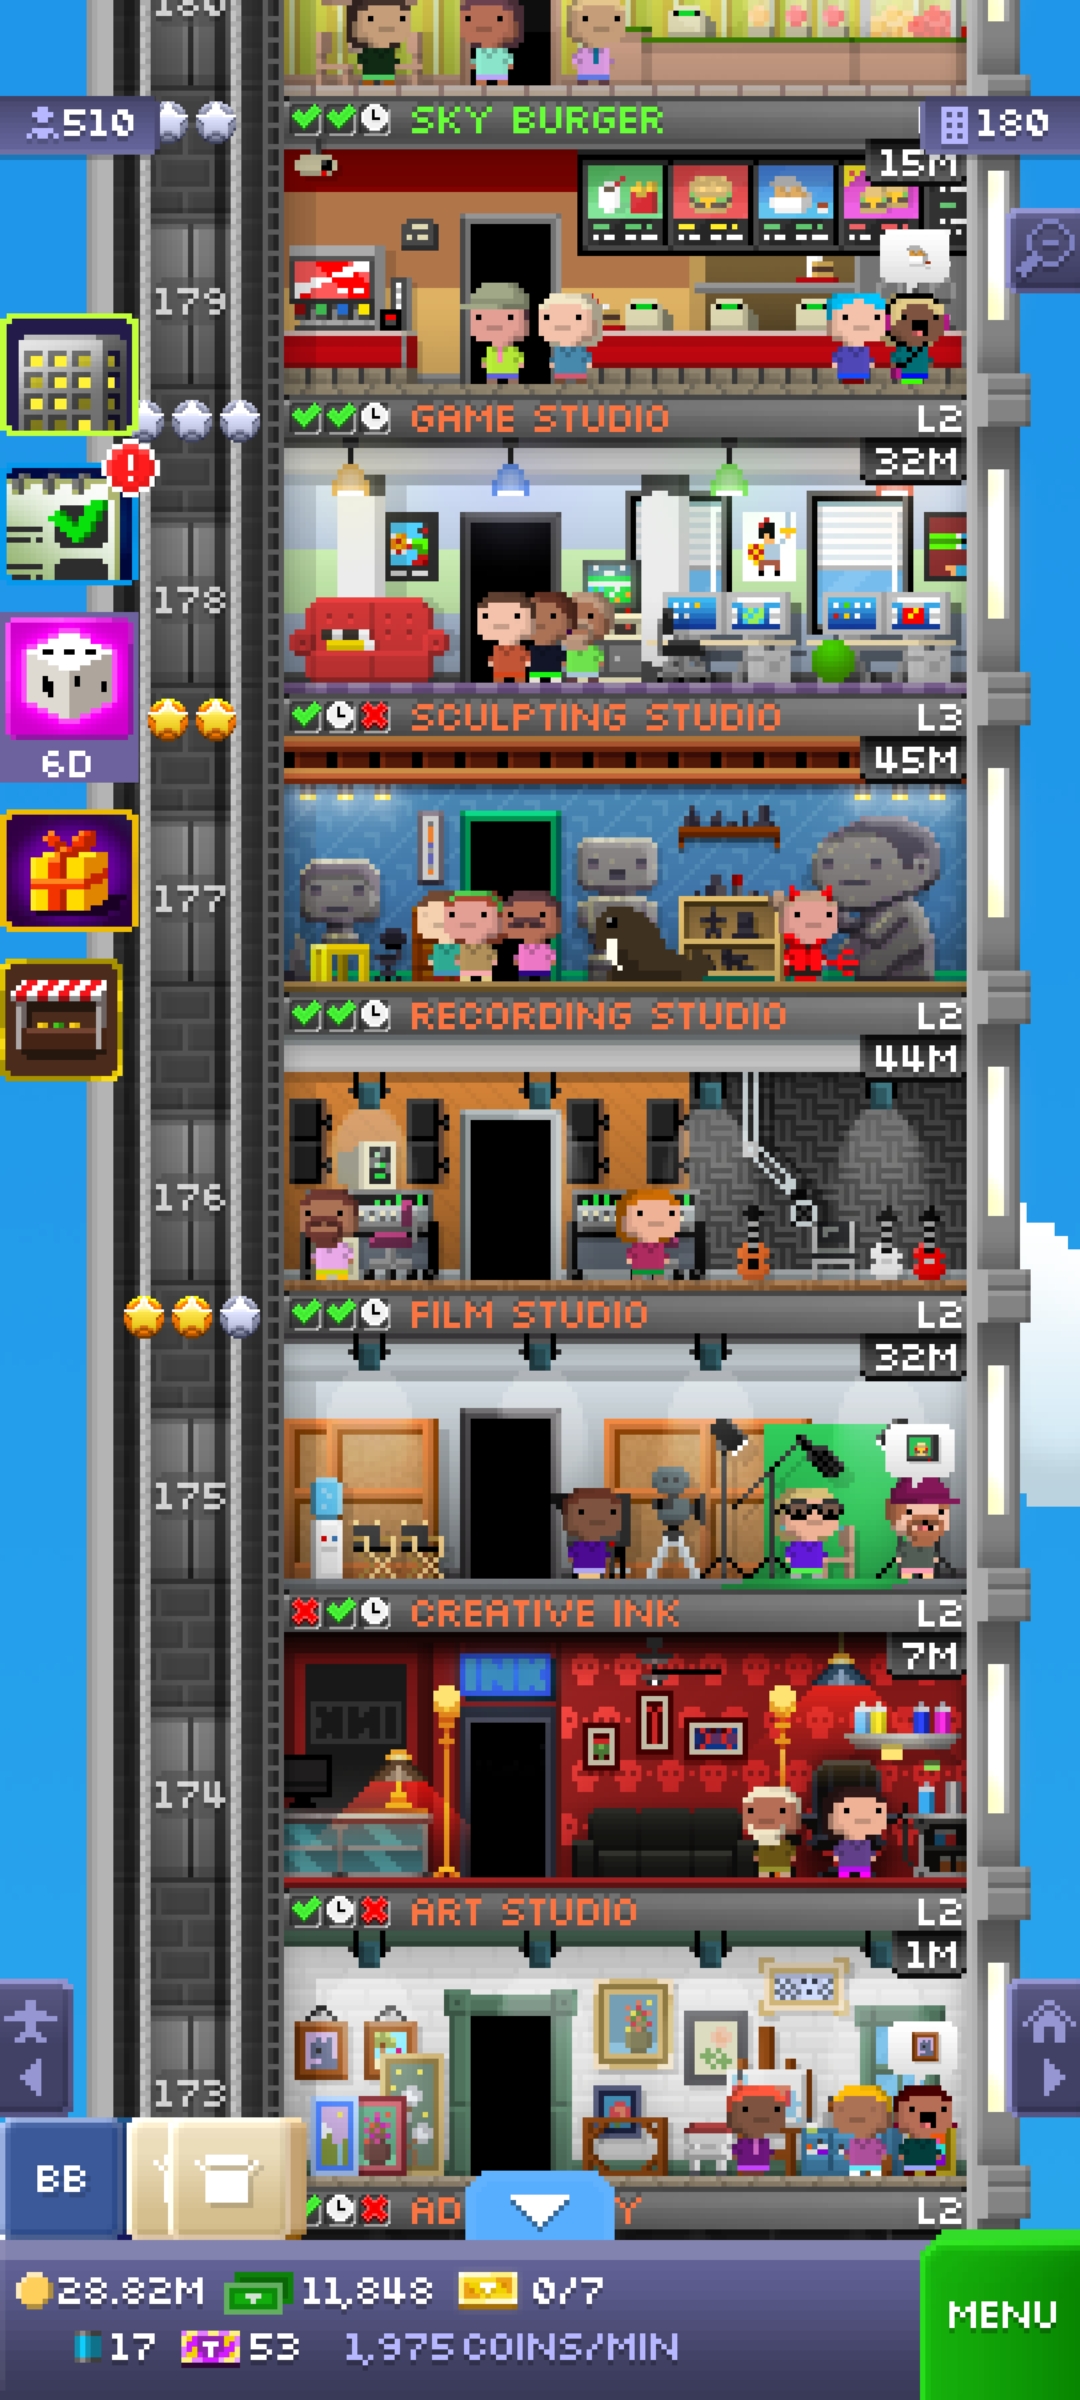 180
510
SKY BURGER
180
15M
179
GAME STUDIO L2
32M
178
SCULPTING STUDIO L3
6D
45M
177
RECORDING STUDIO L2
44M
176
FILM STUDIO L2
32M
175
CREATIVE INK L2
7M
INK
174
ART STUDIO L2
1M
173
BB
AD Y L2
28.82M 11,848 0/7
MENU
17 T 53 1,975 COINS/MIN